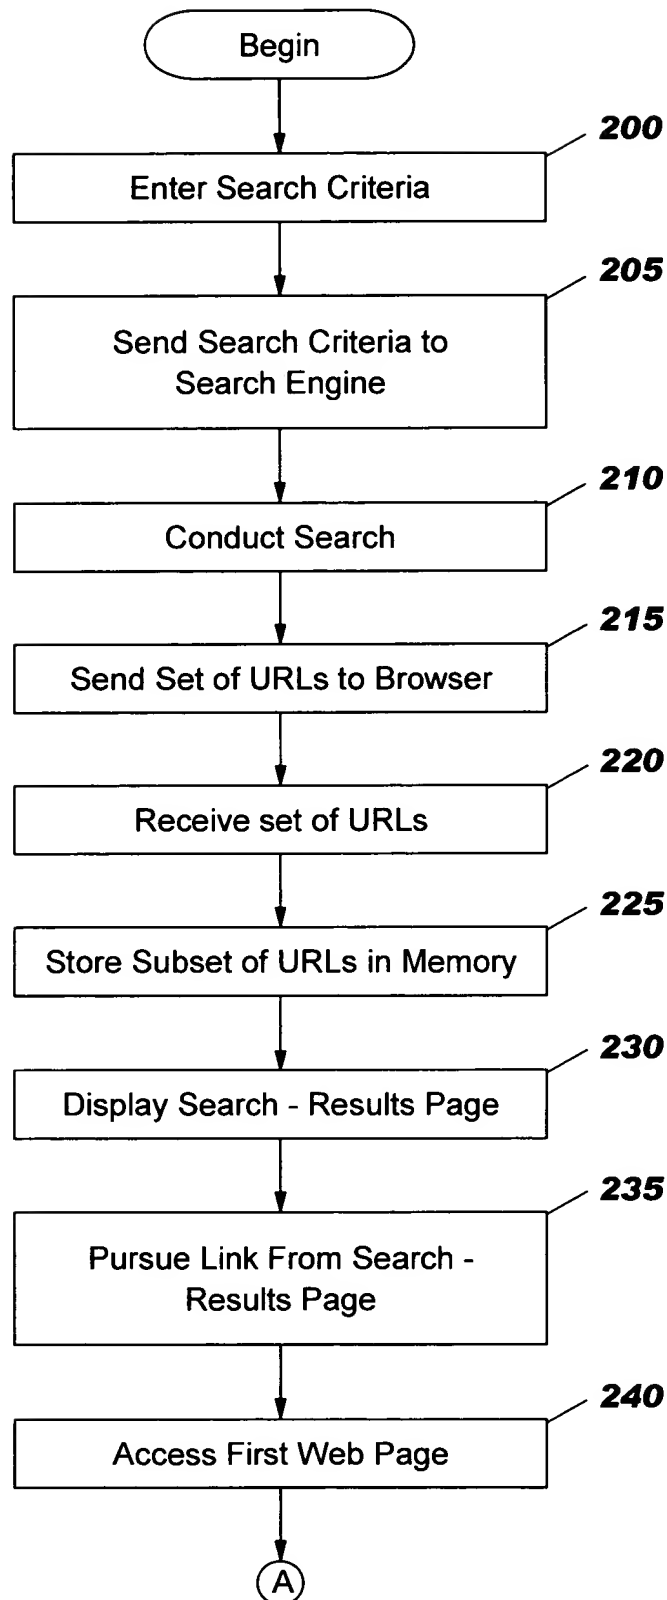 Begin
200
Enter Search Criteria
205
Send Search Criteria to
Search Engine
210
Conduct Search
215
Send Set of URLs to Browser
220
Receive set of URLs
225
Store Subset of URLs in Memory
230
Display Search - Results Page
235
Pursue Link From Search -
Results Page
240
Access First Web Page
A